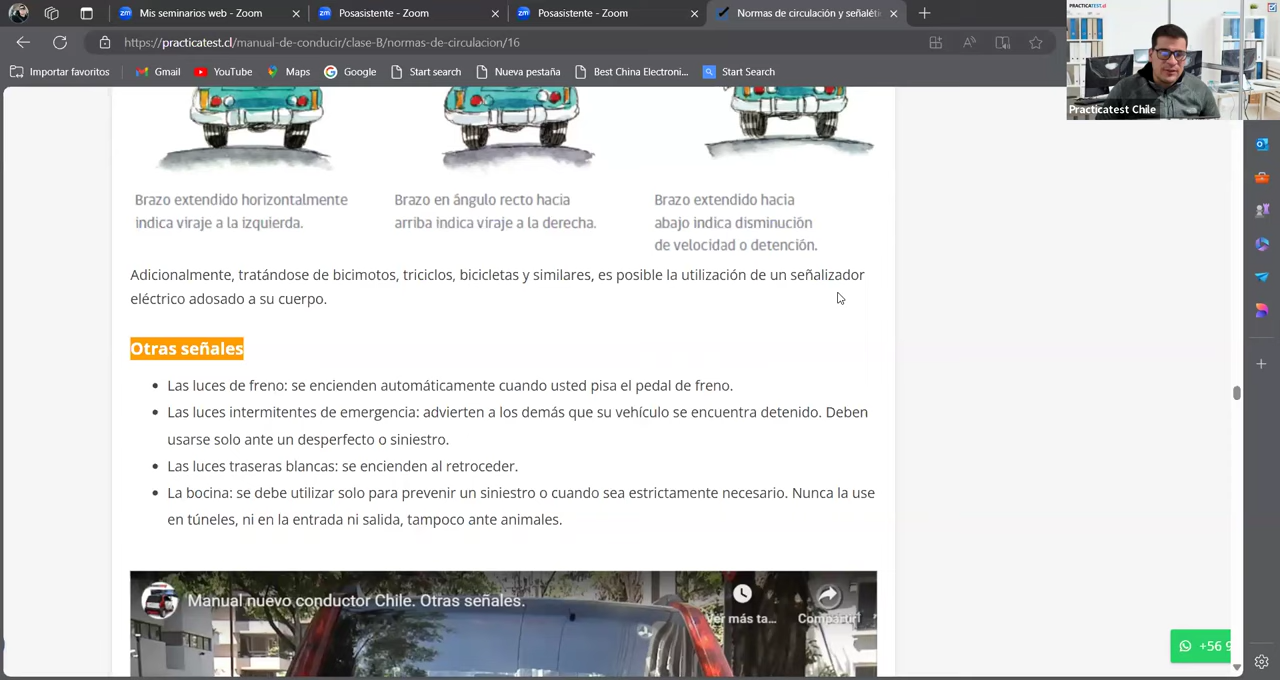 Mis seminarios web - Zoom
Posasistente - Zoom
Posasistente - Zoom
Normas de circulación y señaléti
https://practicatest.cl/manual-de-conducir/clase-B/normas-de-circulacion/16
Importar favoritos
Gmail
YouTube
Maps
Google
Start search
Nueva pestaña
Best China Electroni...
Start Search
PRACTICATEST.cl
Practicatest Chile
Brazo extendido horizontalmente
indica viraje a la izquierda.
Brazo en ángulo recto hacia
arriba indica viraje a la derecha.
Brazo extendido hacia
abajo indica disminución
de velocidad o detención.
Adicionalmente, tratándose de bicimotos, triciclos, bicicletas y similares, es posible la utilización de un señalizador
eléctrico adosado a su cuerpo.
Otras señales
Las luces de freno: se encienden automáticamente cuando usted pisa el pedal de freno.
Las luces intermitentes de emergencia: advierten a los demás que su vehículo se encuentra detenido. Deben
usarse solo ante un desperfecto o siniestro.
Las luces traseras blancas: se encienden al retroceder.
La bocina: se debe utilizar solo para prevenir un siniestro o cuando sea estrictamente necesario. Nunca la use
en túneles, ni en la entrada ni salida, tampoco ante animales.
Manual nuevo conductor Chile. Otras señales.
Ver más ta...
Compartir
+56 9